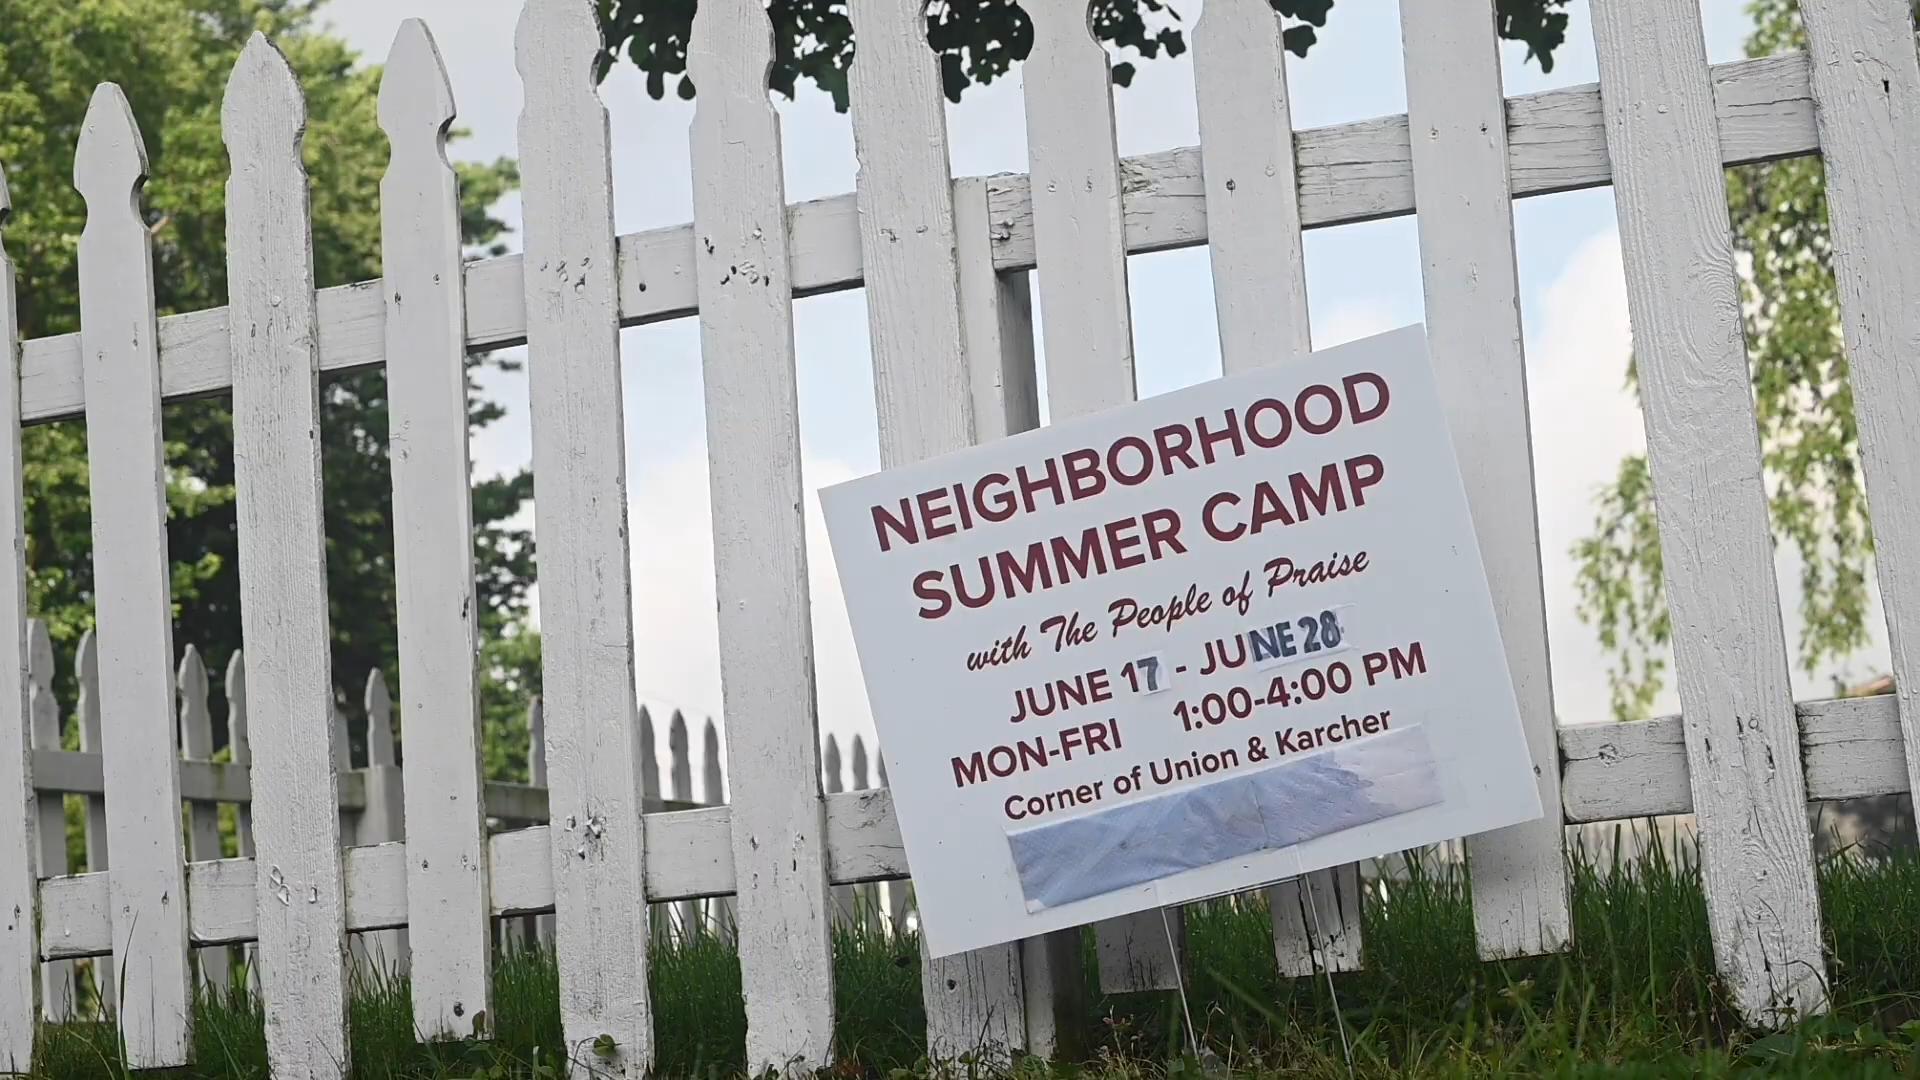 NEIGHBORHOOD
SUMMER CAMP
with The People of Praise
JUNE 17 - JUNE 28
MON-FRI 1:00-4:00 PM
Corner of Union & Karcher